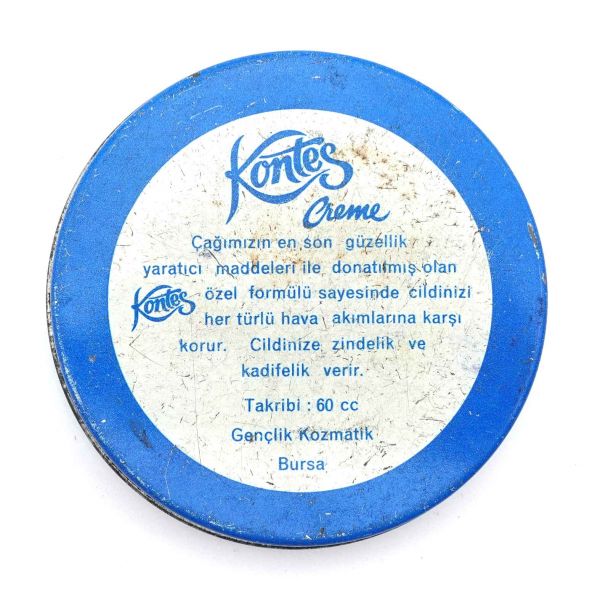 Kontes
Creme
Çağımızın en son güzellik
yaratıcı maddeleri ile donatılmış olan
Kontes özel formülü sayesinde cildinizi
her türlü hava akımlarına karşı
korur. Cildinize zindelik ve
kadifelik verir.
Takribi : 60 cc
Gençlik Kozmatik
Bursa